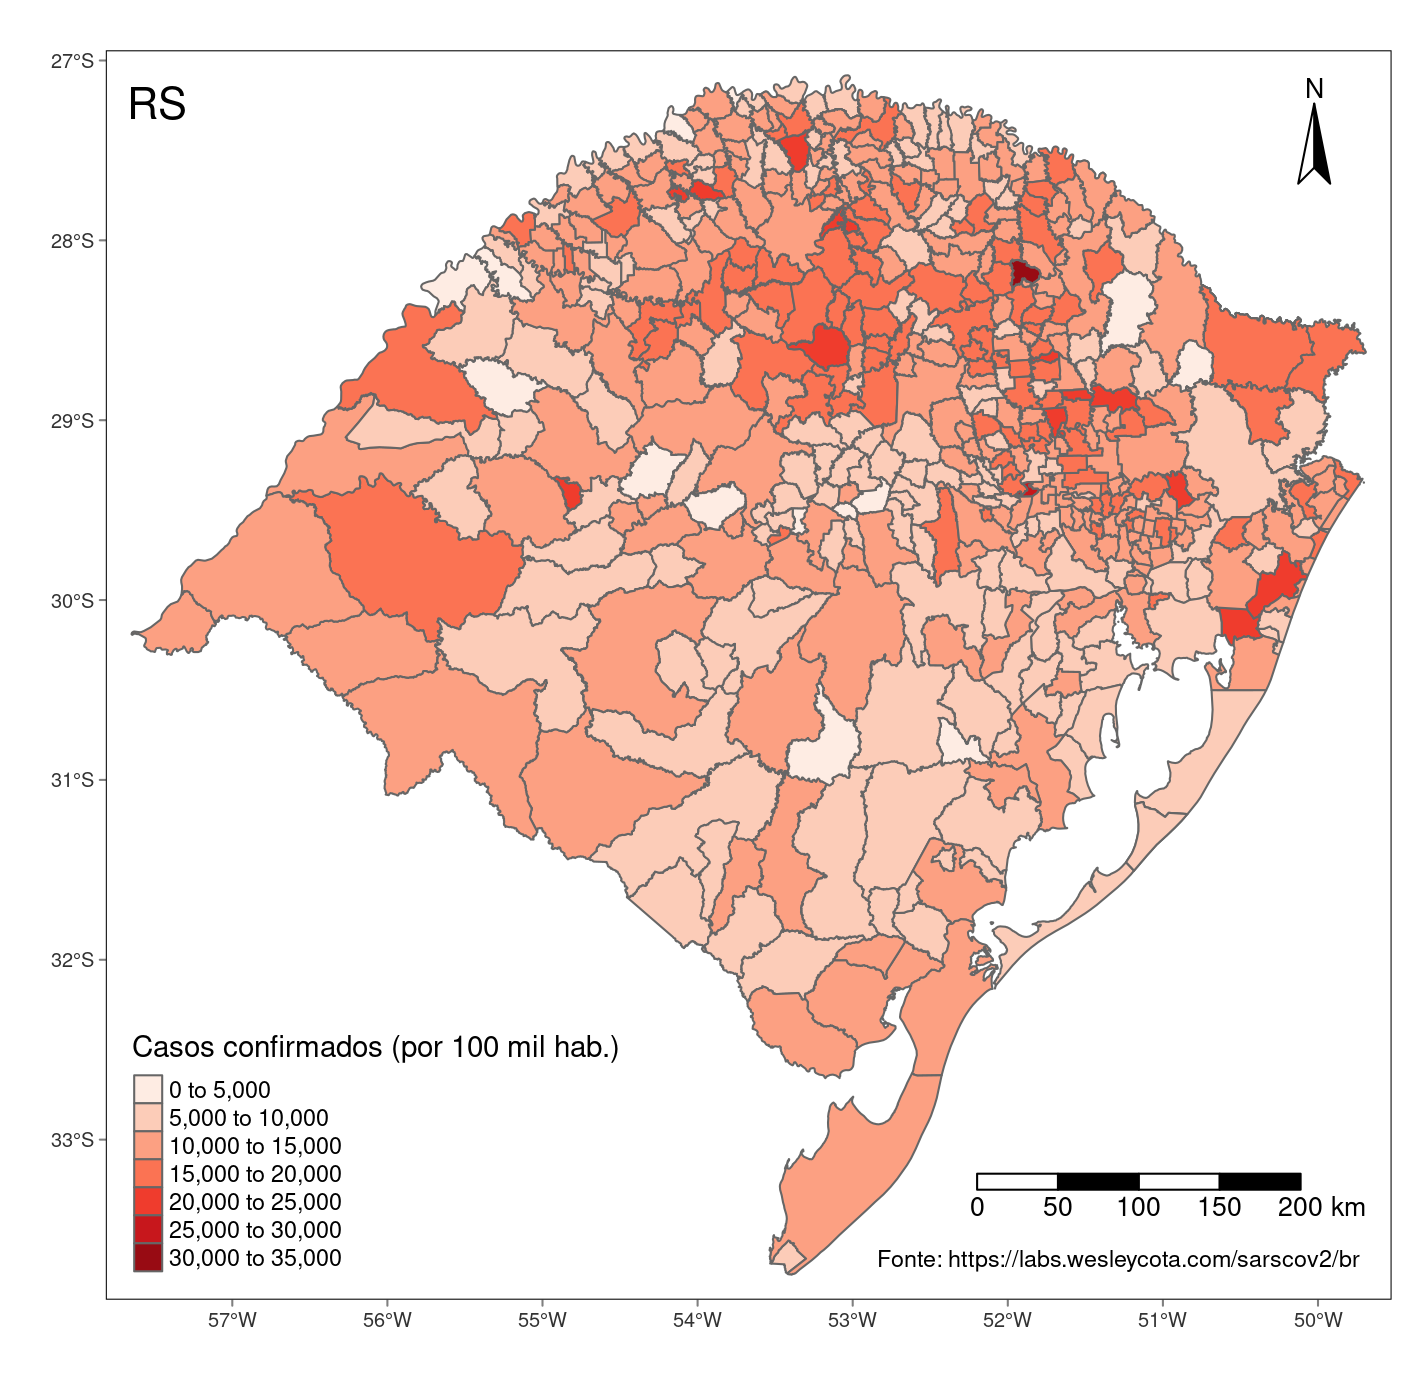 27°S
28°S
29°S
30°S
31°S
32°S
33°S
RS
N
Casos confirmados (por 100 mil hab.)
0 to 5,000
5,000 to 10,000
10,000 to 15,000
15,000 to 20,000
20,000 to 25,000
25,000 to 30,000
30,000 to 35,000
0 50 100 150 200 km
Fonte: https://labs.wesleycota.com/sarscov2/br
57°W 56°W 55°W 54°W 53°W 52°W 51°W 50°W